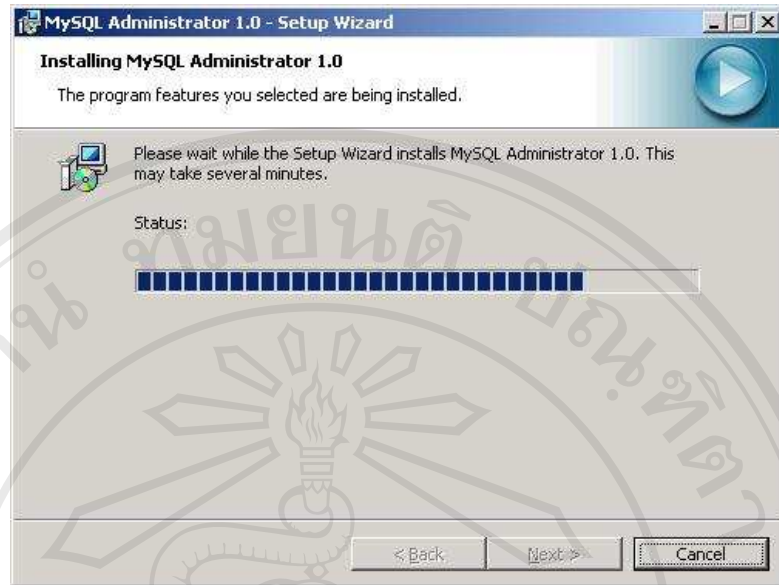 MySQL Administrator 1.0 - Setup Wizard
Installing MySQL Administrator 1.0
The program features you selected are being installed.
Please wait while the Setup Wizard installs MySQL Administrator 1.0. This
may take several minutes.
Status:
< Back
Next >
Cancel